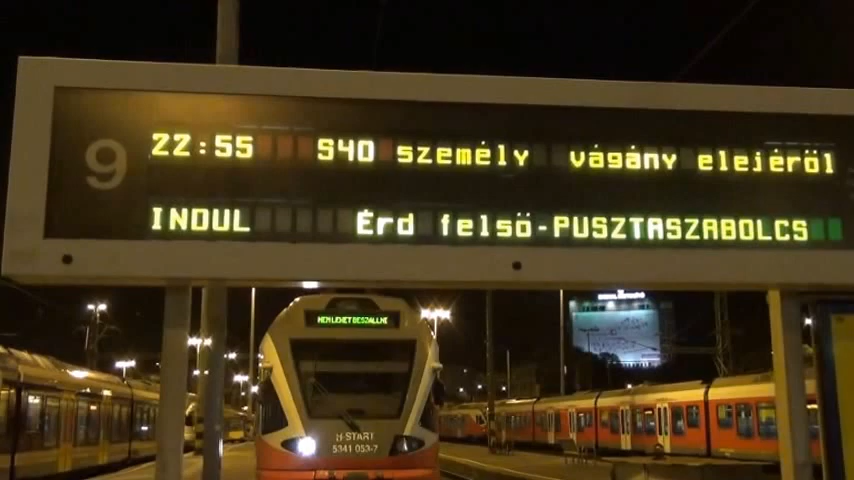 9
22:55 S40 személy vágány elejéről
INDUL Érd felső-PUSZTASZABOLCS
NEM LEHET BESZÁLLNI
H-START
5341 053-7